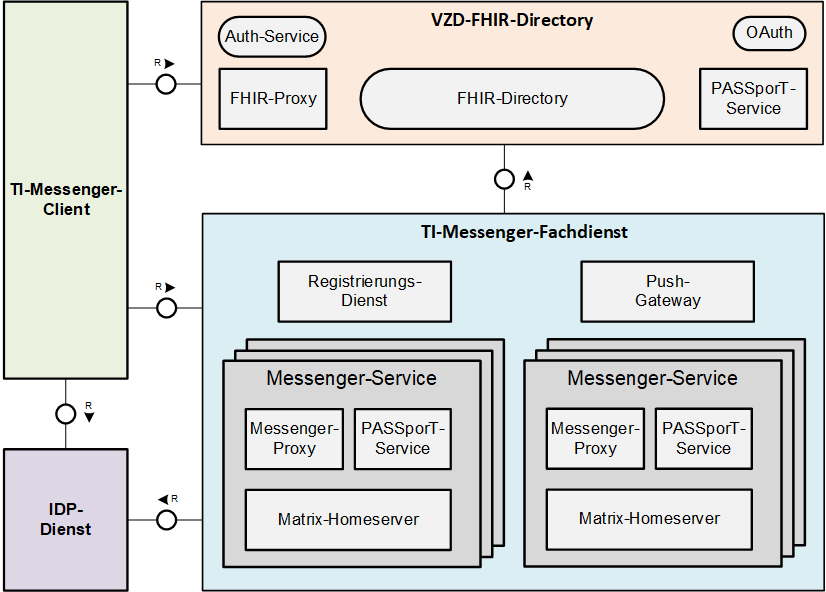 VZD-FHIR-Directory
Auth-Service
OAuth
R
FHIR-Proxy
FHIR-Directory
PASSporT-
Service
TI-Messenger-
Client
R
TI-Messenger-Fachdienst
Registrierungs-
Dienst
Push-
Gateway
R
Messenger-Service
Messenger-
Proxy
PASSporT-
Service
Matrix-Homeserver
Messenger-Service
Messenger-
Proxy
PASSporT-
Service
Matrix-Homeserver
R
IDP-
Dienst
R